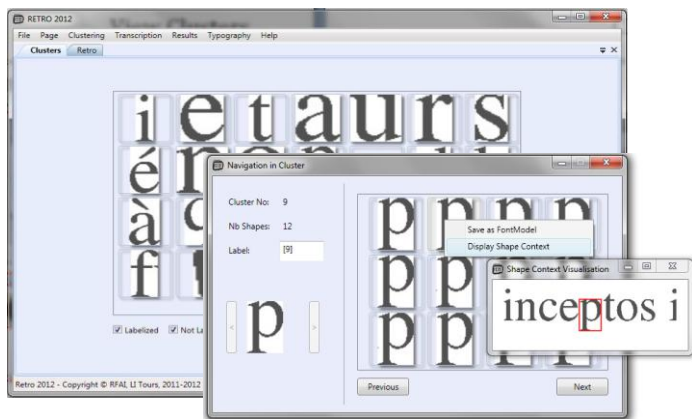 RETRO 2012
File Page Clustering Transcription Results Typography Help
Clusters Retro
i e t a u r s
é
à
f
Labelized Not La
Retro 2012 - Copyright © RFAI, LI Tours, 2011-2012
Navigation in Cluster
Cluster No: 9
Nb Shapes: 12
Label: [9]
< p >
p p p p
Save as FontModel
Display Shape Context
p p
p p p
Previous Next
Shape Context Visualisation
inceptos i